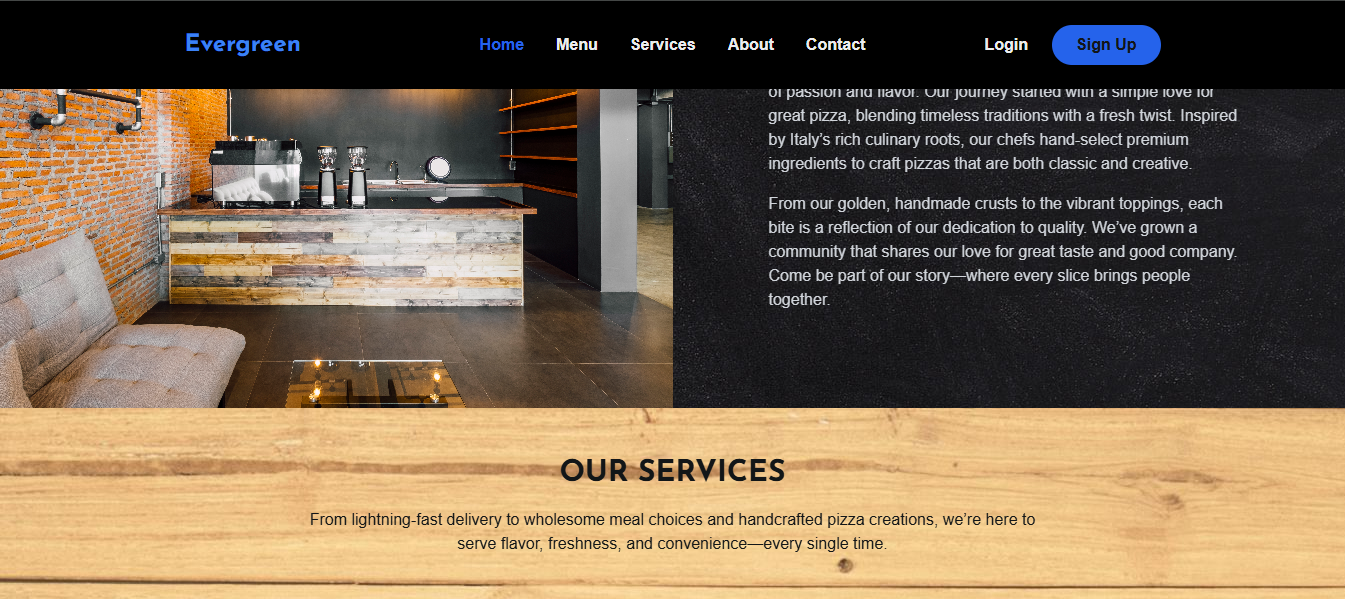 Evergreen
Home Menu Services About Contact
Login Sign Up
of passion and flavor. Our journey started with a simple love for
great pizza, blending timeless traditions with a fresh twist. Inspired
by Italy’s rich culinary roots, our chefs hand-select premium
ingredients to craft pizzas that are both classic and creative.
From our golden, handmade crusts to the vibrant toppings, each
bite is a reflection of our dedication to quality. We’ve grown a
community that shares our love for great taste and good company.
Come be part of our story—where every slice brings people
together.
OUR SERVICES
From lightning-fast delivery to wholesome meal choices and handcrafted pizza creations, we’re here to
serve flavor, freshness, and convenience—every single time.